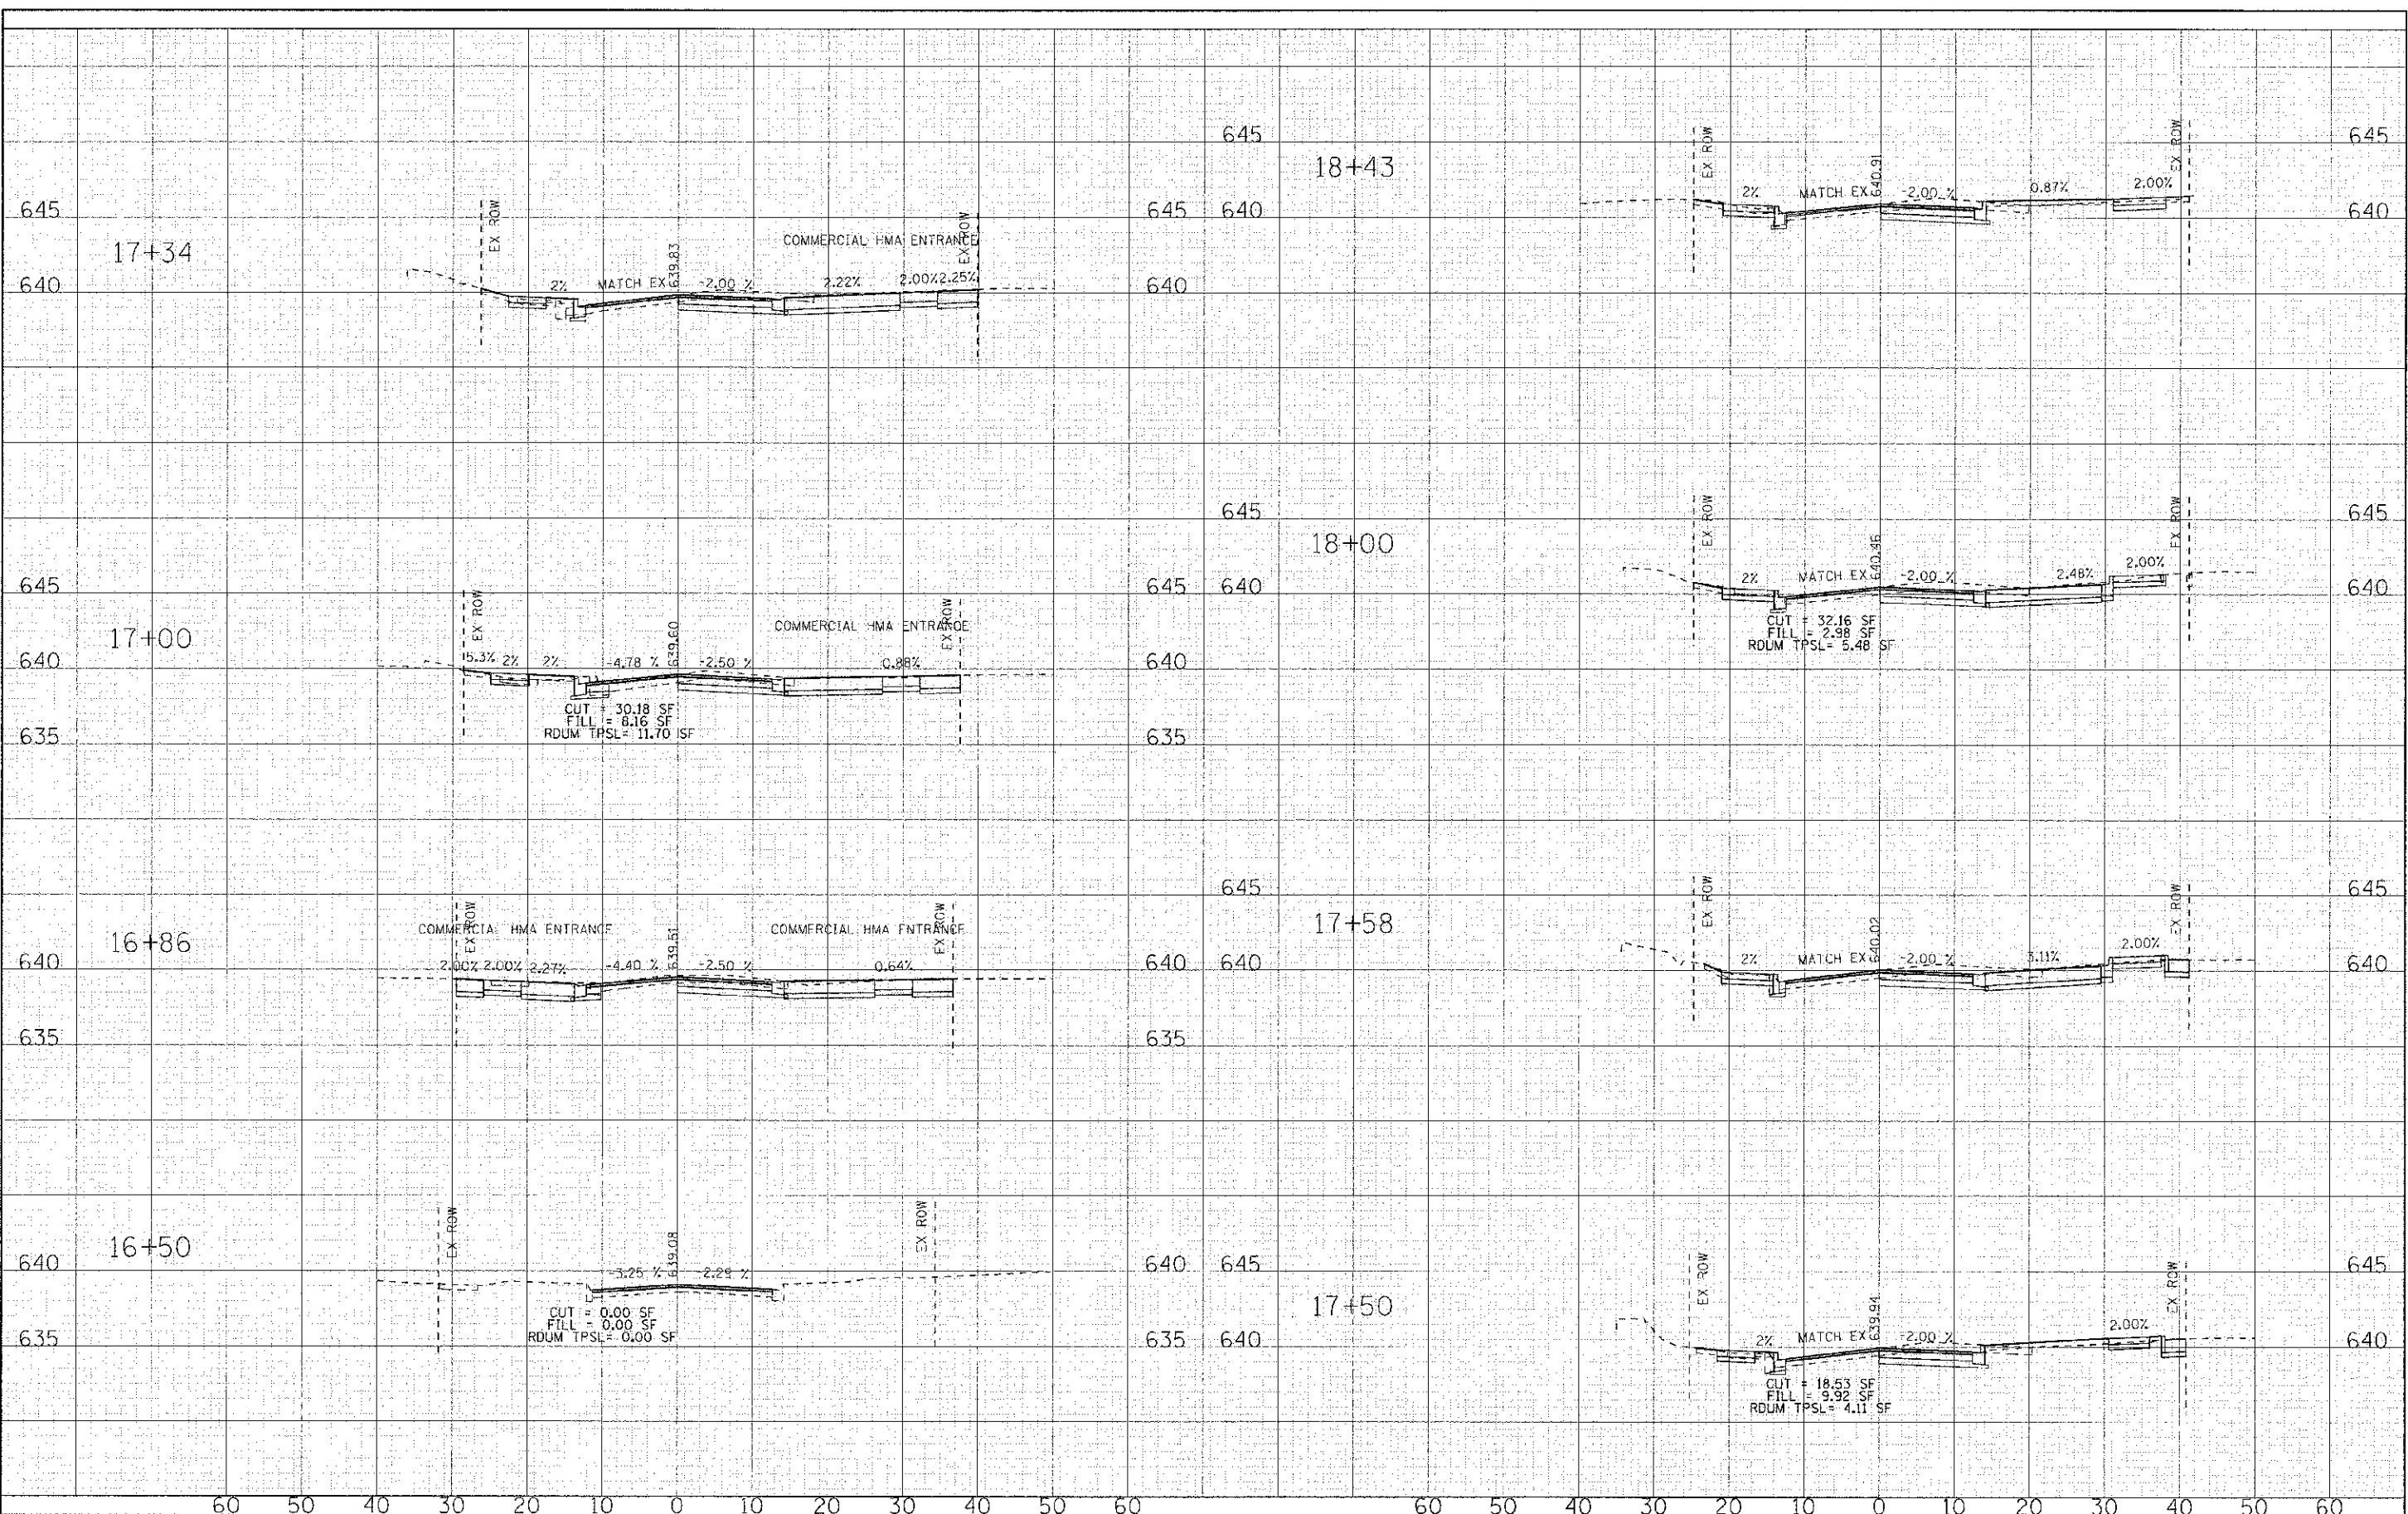 645 645
17+34
EX ROW
EX ROW
COMMERCIAL HMA ENTRANCE
639.83
2% MATCH EX -2.00 % 2.22% 2.00% 2.25%
640 640
645 645
17+00
EX ROW
EX ROW
COMMERCIAL HMA ENTRANCE
639.60
5.3% 2% 2% -4.78 % -2.50 % 0.88%
640 640
CUT = 30.18 SF
FILL = 8.16 SF
RDUM TPSL= 11.70 SF
635 635
16+86
EX ROW
EX ROW
COMMERCIAL HMA ENTRANCE COMMERCIAL HMA ENTRANCE
639.51
2.00% 2.00% 2.27% -4.40 % -2.50 % 0.64%
640 640
635 635
16+50
EX ROW
EX ROW
639.08
-3.25 % -2.29 %
640 640
CUT = 0.00 SF
FILL = 0.00 SF
RDUM TPSL= 0.00 SF
635 635
60 50 40 30 20 10 0 10 20 30 40 50 60
645 645
18+43
EX ROW
EX ROW
640.91
2% MATCH EX -2.00 % 0.87% 2.00%
640 640
645 645
18+00
EX ROW
EX ROW
640.46
2% MATCH EX -2.00 % 2.48% 2.00%
640 640
CUT = 32.16 SF
FILL = 2.98 SF
RDUM TPSL= 5.48 SF
645 645
17+58
EX ROW
EX ROW
640.02
2% MATCH EX -2.00 % 3.11% 2.00%
640 640
645 645
17+50
EX ROW
EX ROW
639.94
2% MATCH EX -2.00 % 2.00%
640 640
CUT = 18.53 SF
FILL = 9.92 SF
RDUM TPSL= 4.11 SF
60 50 40 30 20 10 0 10 20 30 40 50 60